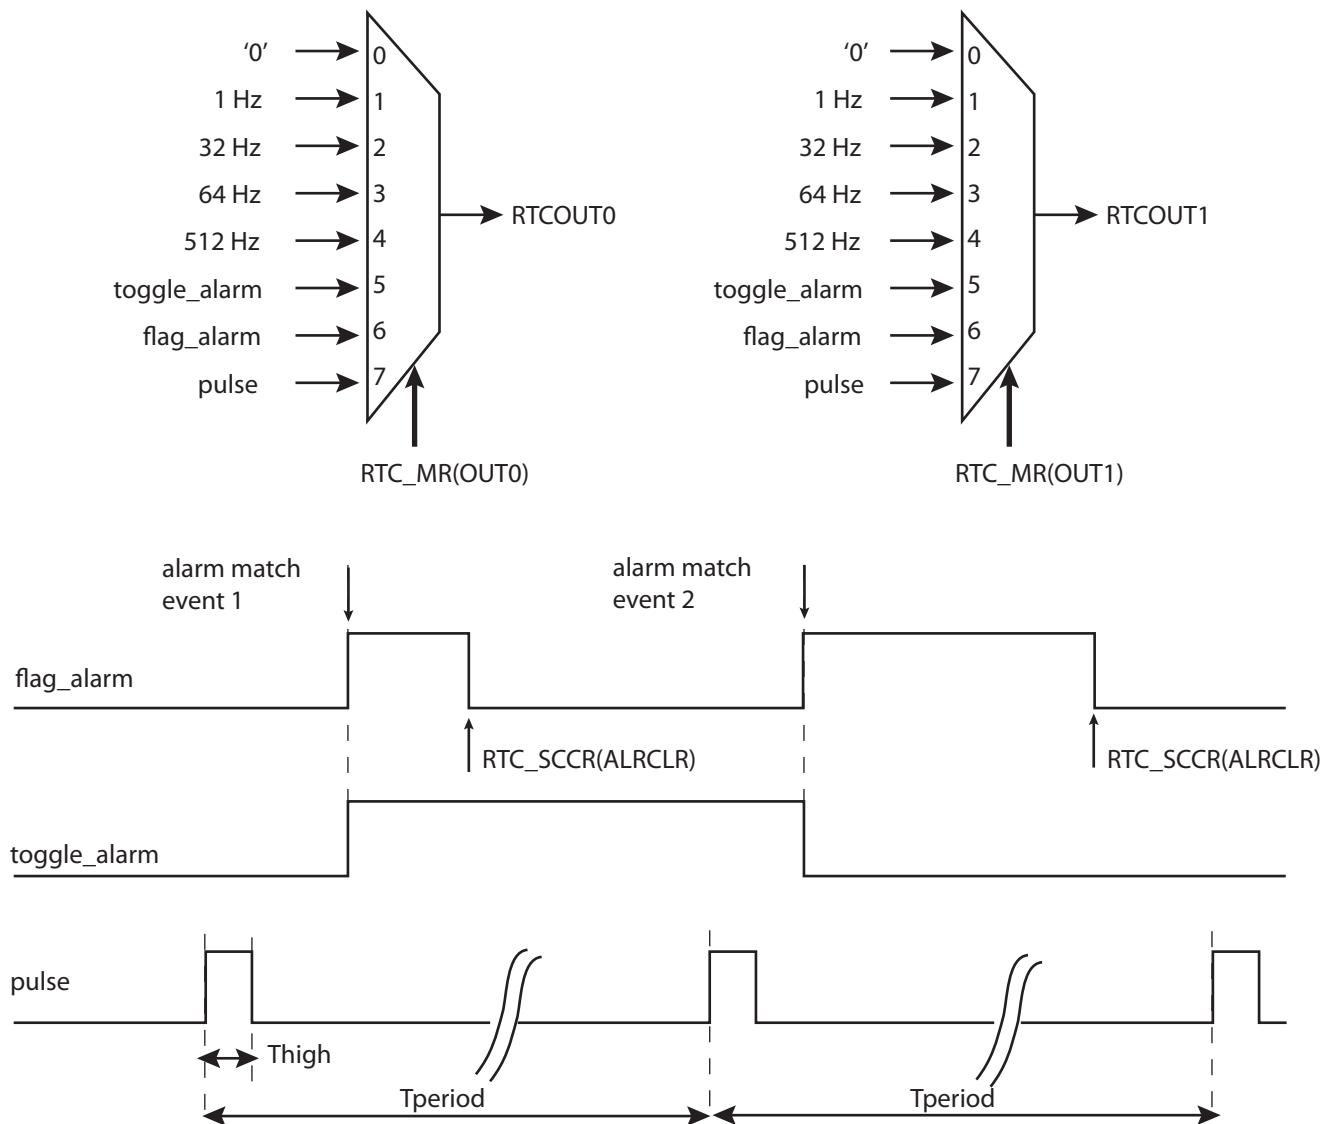 ‘0’
0
1 Hz
1
32 Hz
2
64 Hz
3
512 Hz
4
toggle_alarm
5
flag_alarm
6
pulse
7
RTCOUT0
RTC_MR(OUT0)
‘0’
0
1 Hz
1
32 Hz
2
64 Hz
3
512 Hz
4
toggle_alarm
5
flag_alarm
6
pulse
7
RTCOUT1
RTC_MR(OUT1)
alarm match
event 1
alarm match
event 2
flag_alarm
RTC_SCCR(ALRCLR)
RTC_SCCR(ALRCLR)
toggle_alarm
pulse
Thigh
Tperiod
Tperiod